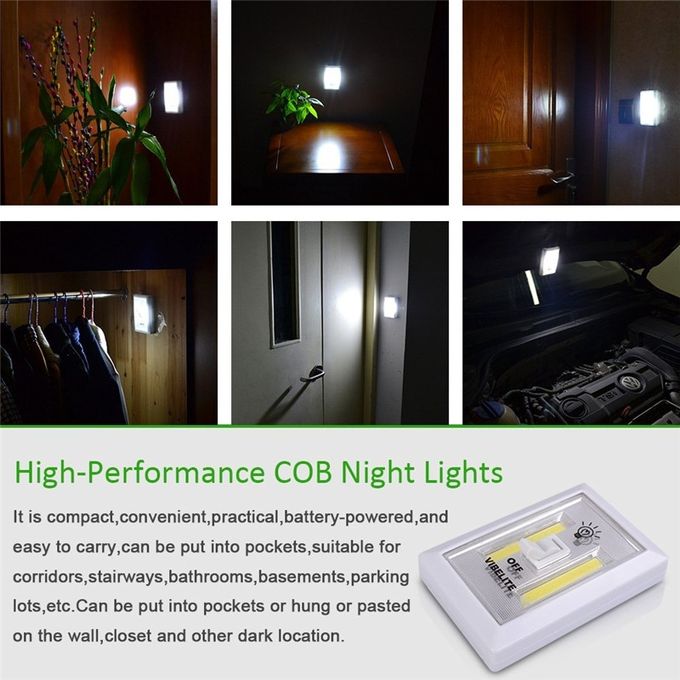 High-Performance COB Night Lights
It is compact,convenient,practical,battery-powered,and
easy to carry,can be put into pockets,suitable for
corridors,stairways,bathrooms,basements,parking
lots,etc.Can be put into pockets or hung or pasted
on the wall,closet and other dark location.
OFF
VIBELITE